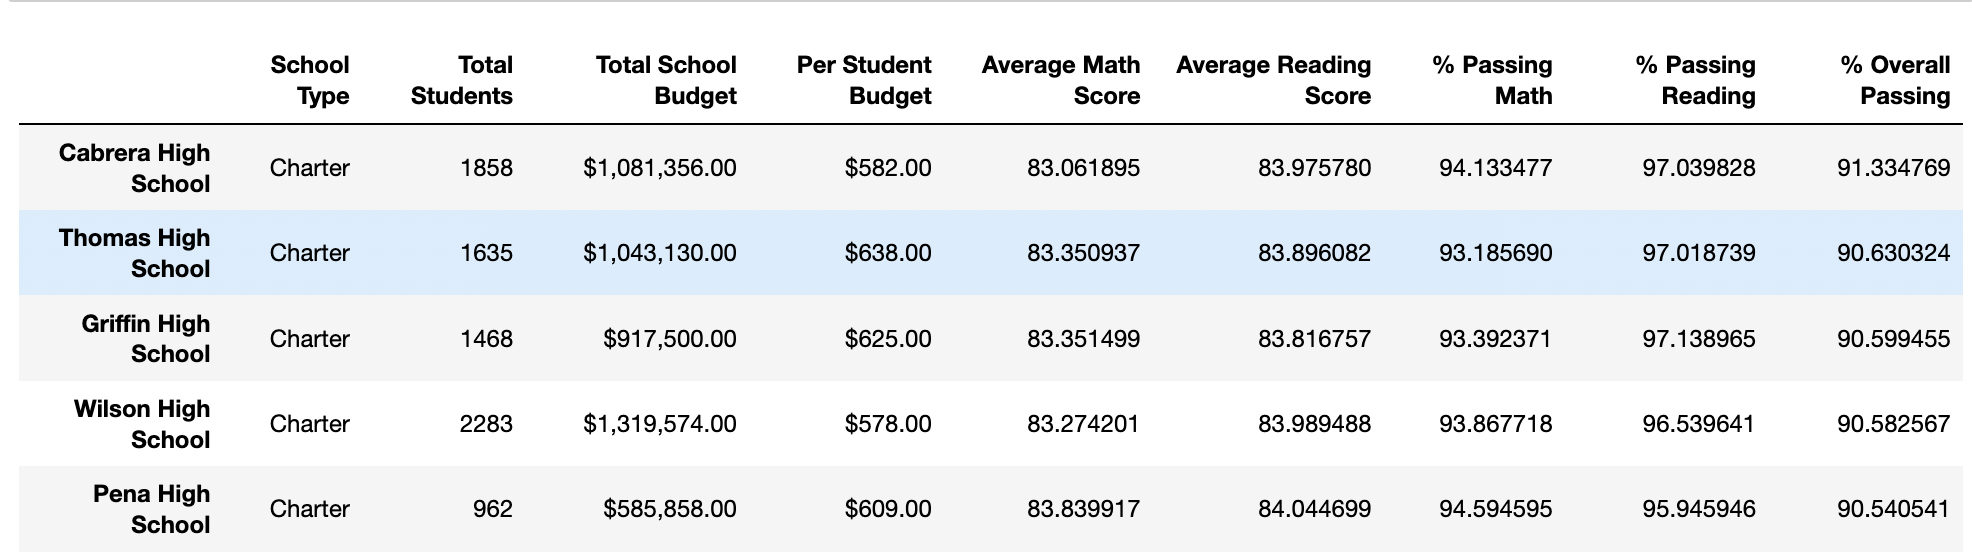 School Type Total Students Total School Budget Per Student Budget Average Math Score Average Reading Score % Passing Math % Passing Reading % Overall Passing
Cabrera High School Charter 1858 $1,081,356.00 $582.00 83.061895 83.975780 94.133477 97.039828 91.334769
Thomas High School Charter 1635 $1,043,130.00 $638.00 83.350937 83.896082 93.185690 97.018739 90.630324
Griffin High School Charter 1468 $917,500.00 $625.00 83.351499 83.816757 93.392371 97.138965 90.599455
Wilson High School Charter 2283 $1,319,574.00 $578.00 83.274201 83.989488 93.867718 96.539641 90.582567
Pena High School Charter 962 $585,858.00 $609.00 83.839917 84.044699 94.594595 95.945946 90.540541